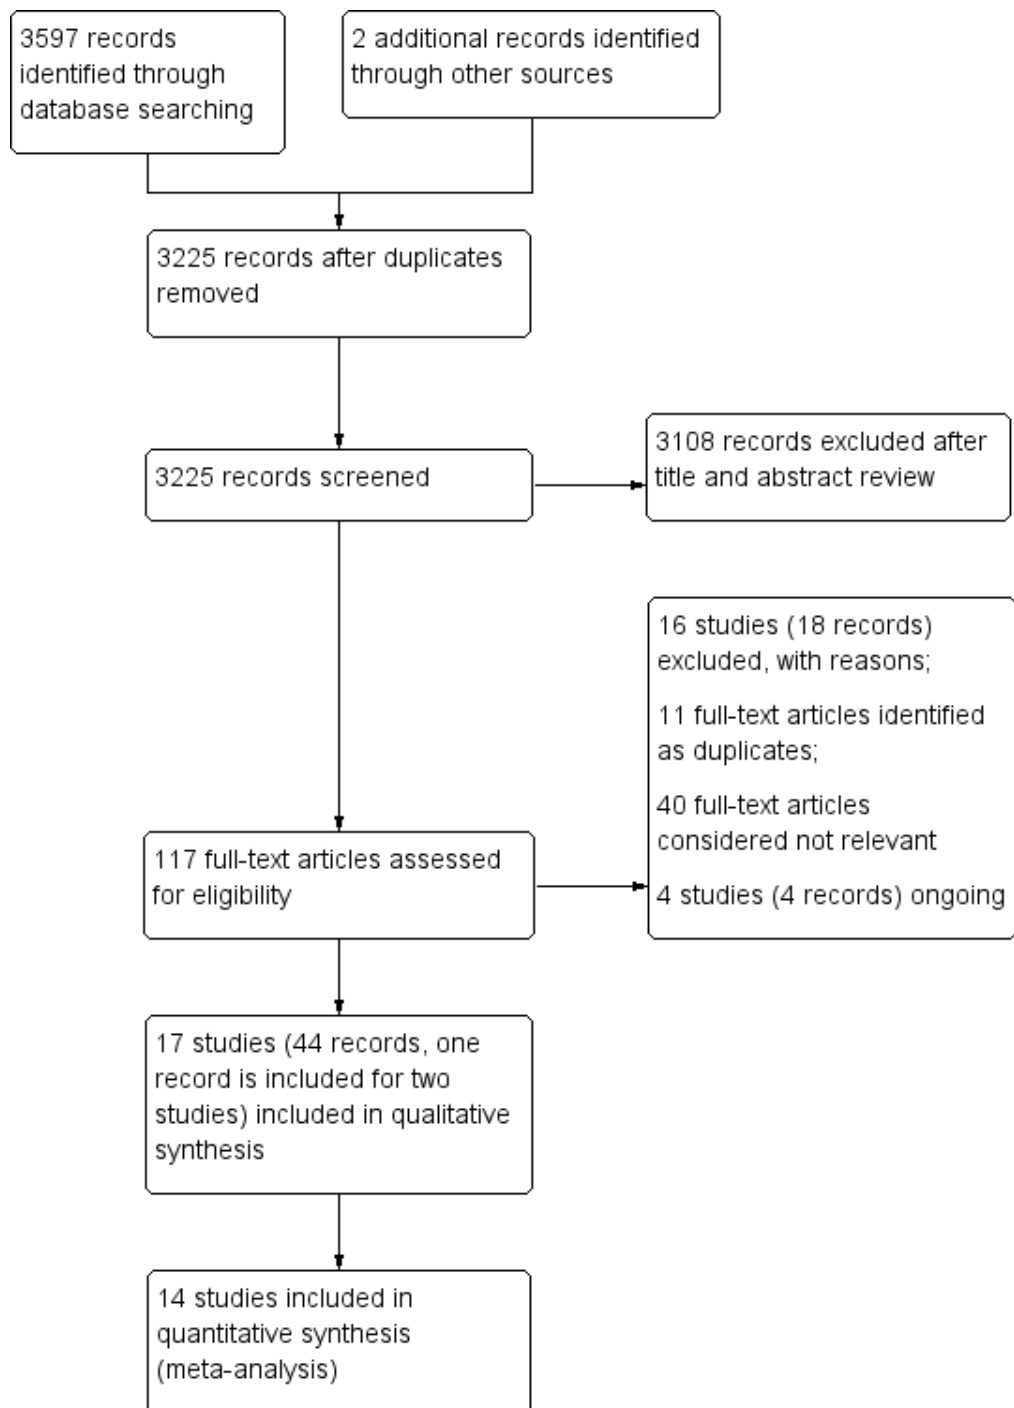 3597 records
identified through
database searching
2 additional records identified
through other sources
3225 records after duplicates
removed
3225 records screened
3108 records excluded after
title and abstract review
16 studies (18 records)
excluded, with reasons;
11 full-text articles identified
as duplicates;
40 full-text articles
considered not relevant
4 studies (4 records) ongoing
117 full-text articles assessed
for eligibility
17 studies (44 records, one
record is included for two
studies) included in qualitative
synthesis
14 studies included in
quantitative synthesis
(meta-analysis)